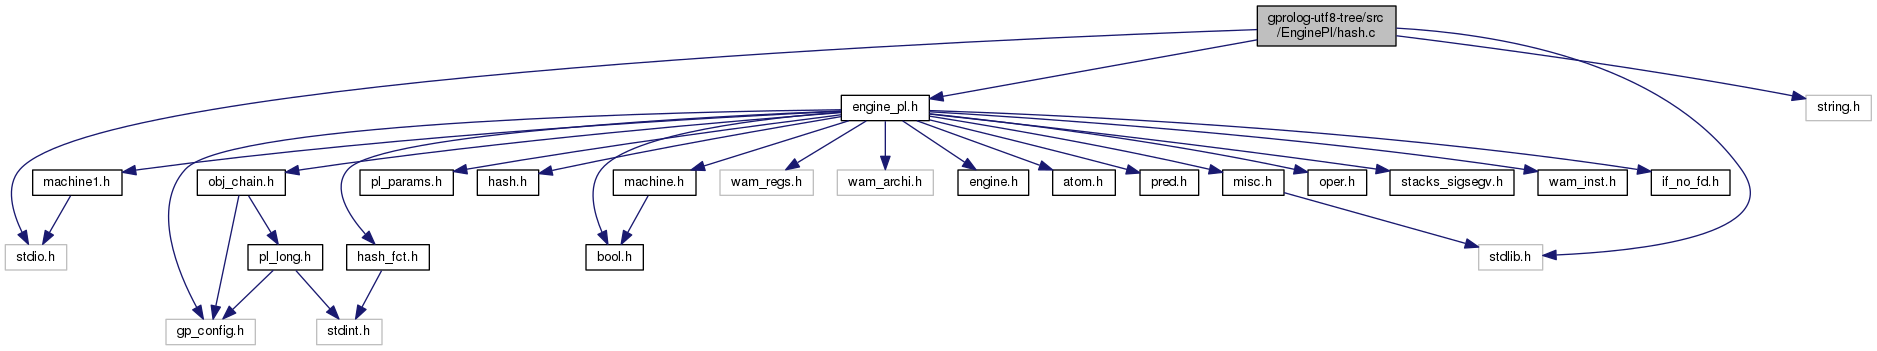 gprolog-utf8-tree/src
/EnginePl/hash.c
engine_pl.h
string.h
machine1.h
obj_chain.h
pl_params.h
hash.h
machine.h
wam_regs.h
wam_archi.h
engine.h
atom.h
pred.h
misc.h
oper.h
stacks_sigsegv.h
wam_inst.h
if_no_fd.h
stdio.h
pl_long.h
hash_fct.h
bool.h
stdlib.h
gp_config.h
stdint.h